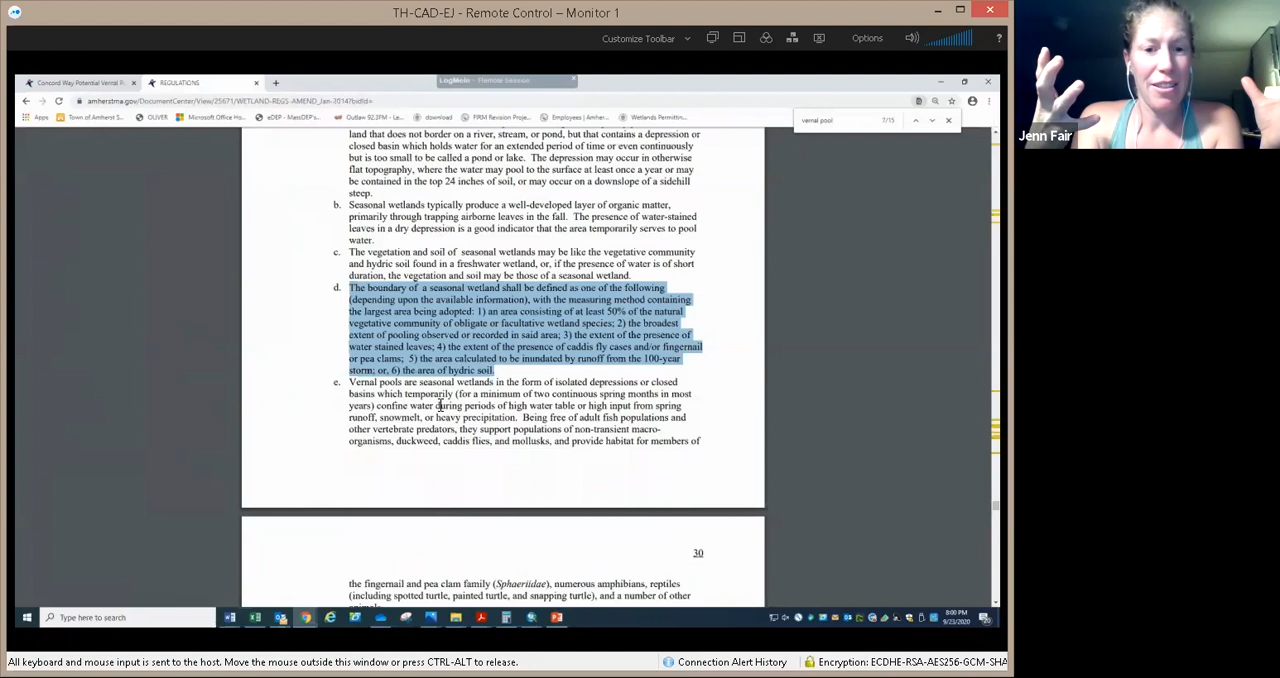 TH-CAD-EJ - Remote Control – Monitor 1
Customize Toolbar
Options
?
Concord Way Potential Vernal P
REGULATIONS
LogMeIn - Remote Session
amherstma.gov/DocumentCenter/View/25671/WETLAND-REGS-AMEND_Jan-3014?bidId=
Apps
Town of Amherst S...
OLIVER
Microsoft Office Ho...
eDEP - MassDEP's...
Outlaw 92.3FM - L...
download
FIRM Revision Proj...
Employees | Amher...
Wetlands Permittin...
vernal pool
7/15
Jenn Fair
land that does not border on a river, stream, or pond, but that contains a depression or
closed basin which holds water for an extended period of time or even continuously
but is too small to be called a pond or lake. The depression may occur in otherwise
flat topography, where the water may pool to the surface at least once a year or may
be contained in the top 24 inches of soil, or may occur on a downslope of a sidehill
steep.
b. Seasonal wetlands typically produce a well-developed layer of organic matter,
primarily through trapping airborne leaves in the fall. The presence of water-stained
leaves in a dry depression is a good indicator that the area temporarily serves to pool
water.
c. The vegetation and soil of seasonal wetlands may be like the vegetative community
and hydric soil found in a freshwater wetland, or, if the presence of water is of short
duration, the vegetation and soil may be those of a seasonal wetland.
d. The boundary of a seasonal wetland shall be defined as one of the following
(depending upon the available information), with the measuring method containing
the largest area being adopted: 1) an area consisting of at least 50% of the natural
vegetative community of obligate or facultative wetland species; 2) the broadest
extent of pooling observed or recorded in said area; 3) the extent of the presence of
water stained leaves; 4) the extent of the presence of caddis fly cases and/or fingernail
or pea clams; 5) the area calculated to be inundated by runoff from the 100-year
storm; or, 6) the area of hydric soil.
e. Vernal pools are seasonal wetlands in the form of isolated depressions or closed
basins which temporarily (for a minimum of two continuous spring months in most
years) confine water during periods of high water table or high input from spring
runoff, snowmelt, or heavy precipitation. Being free of adult fish populations and
other vertebrate predators, they support populations of non-transient macro-
organisms, duckweed, caddis flies, and mollusks, and provide habitat for members of
30
the fingernail and pea clam family (Sphaeriidae), numerous amphibians, reptiles
(including spotted turtle, painted turtle, and snapping turtle), and a number of other
Type here to search
8:00 PM
9/23/2020
All keyboard and mouse input is sent to the host. Move the mouse outside this window or press CTRL-ALT to release.
Connection Alert History
Encryption: ECDHE-RSA-AES256-GCM-SHA